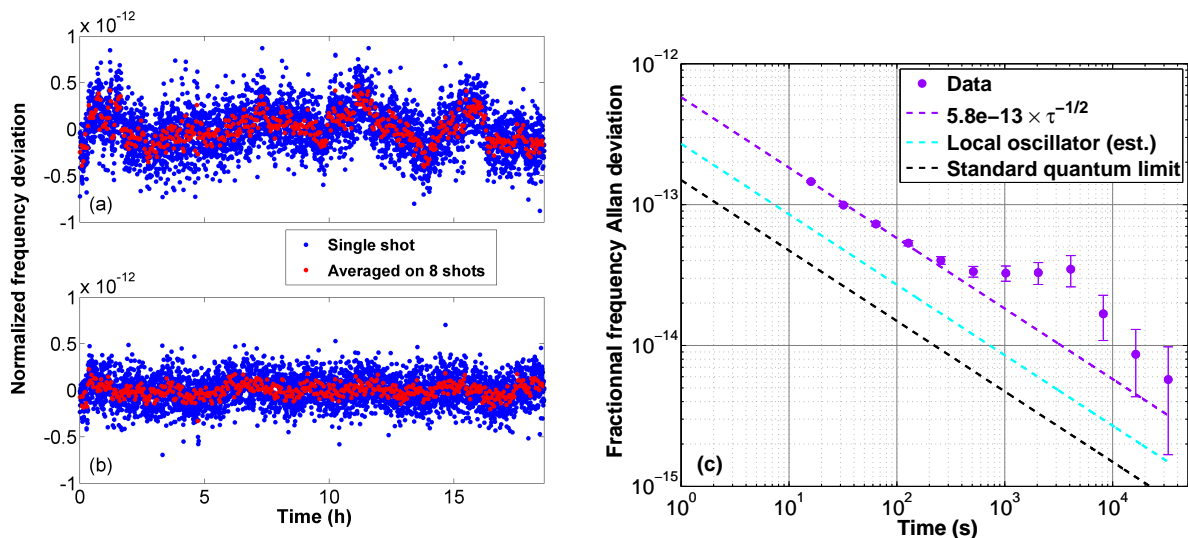 Normalized frequency deviation
1 x 10⁻¹²
0.5
0
-0.5
-1
(a)
Single shot
Averaged on 8 shots
1 x 10⁻¹²
0.5
0
-0.5
-1
(b)
0
5
10
15
Time (h)
Fractionnal frequency Allan deviation
10⁻¹²
10⁻¹³
10⁻¹⁴
10⁻¹⁵
Data
5.8e−13 × τ⁻¹/²
Local oscillator (est.)
Standard quantum limit
(c)
10⁰
10¹
10²
10³
10⁴
Time (s)